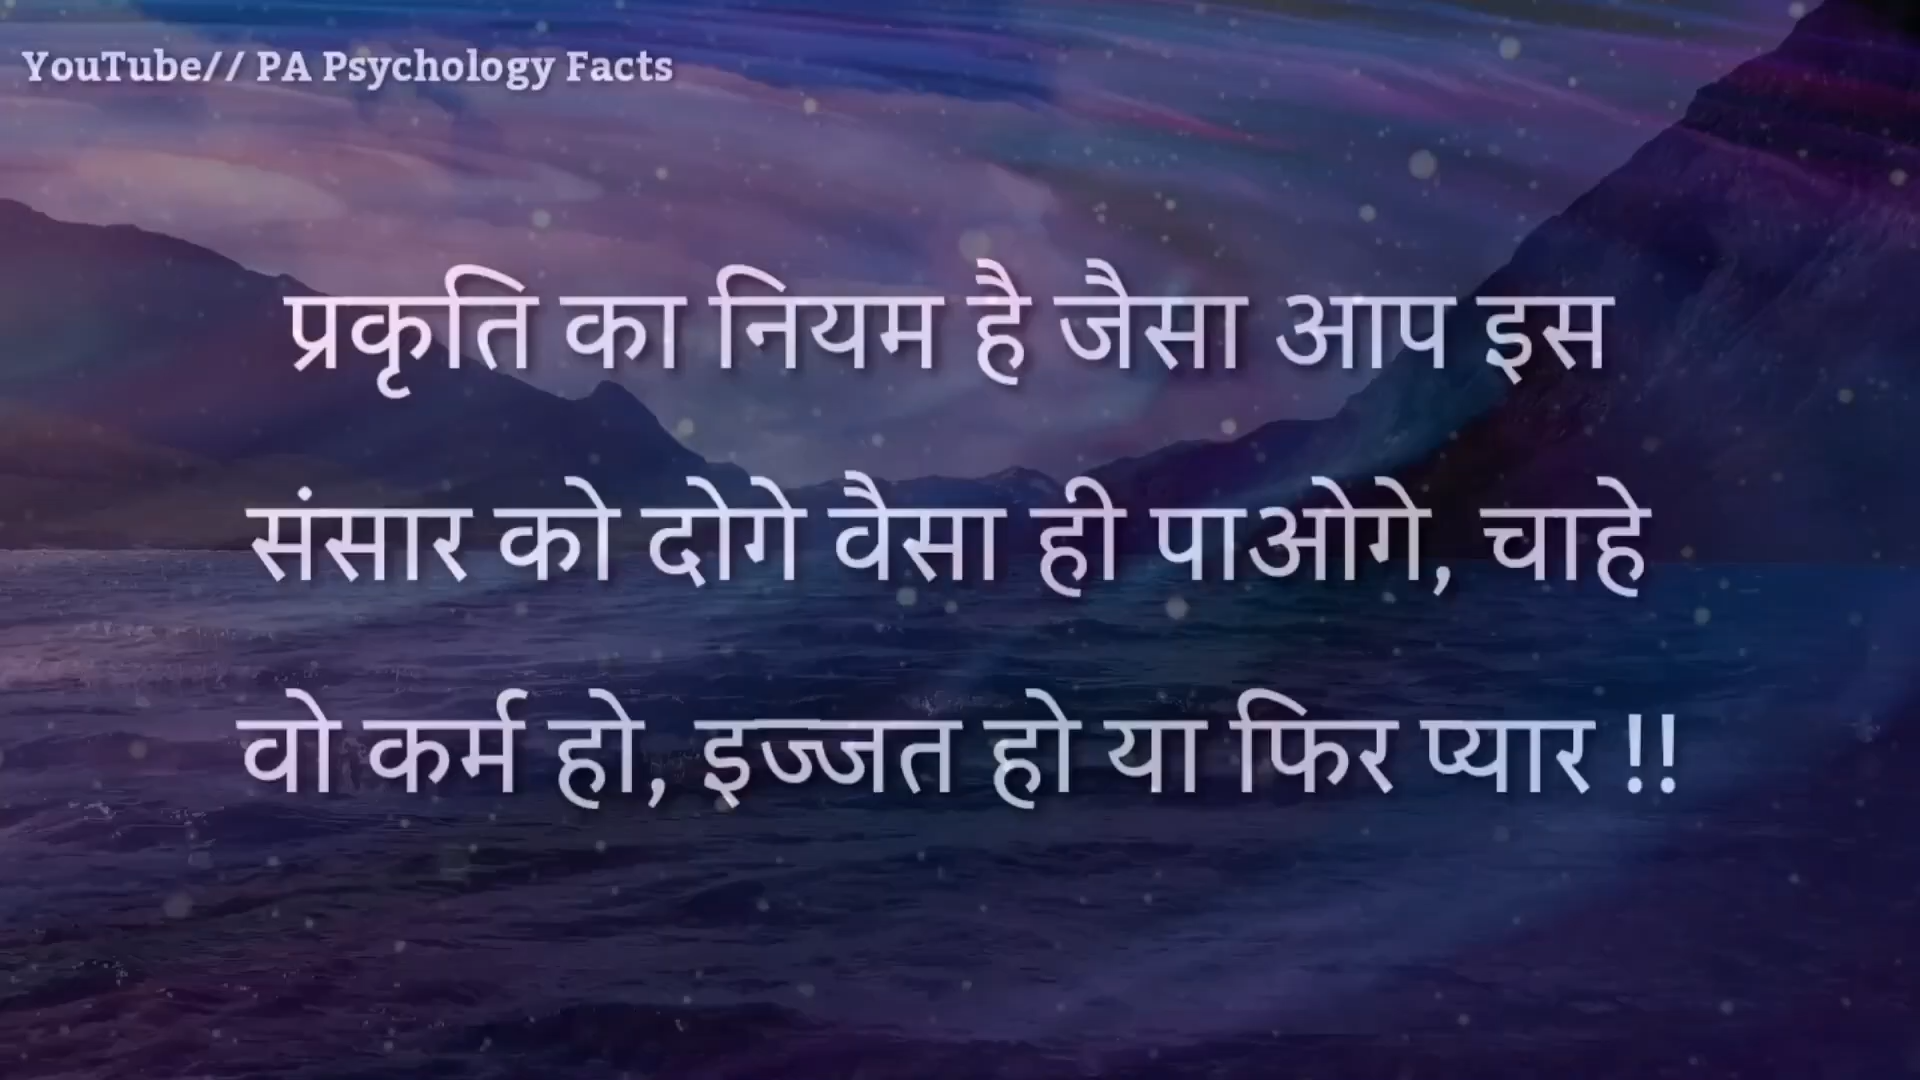 YouTube// PA Psychology Facts
प्रकृति का नियम है जैसा आप इस
संसार को दोगे वैसा ही पाओगे, चाहे
वो कर्म हो, इज्जत हो या फिर प्यार !!